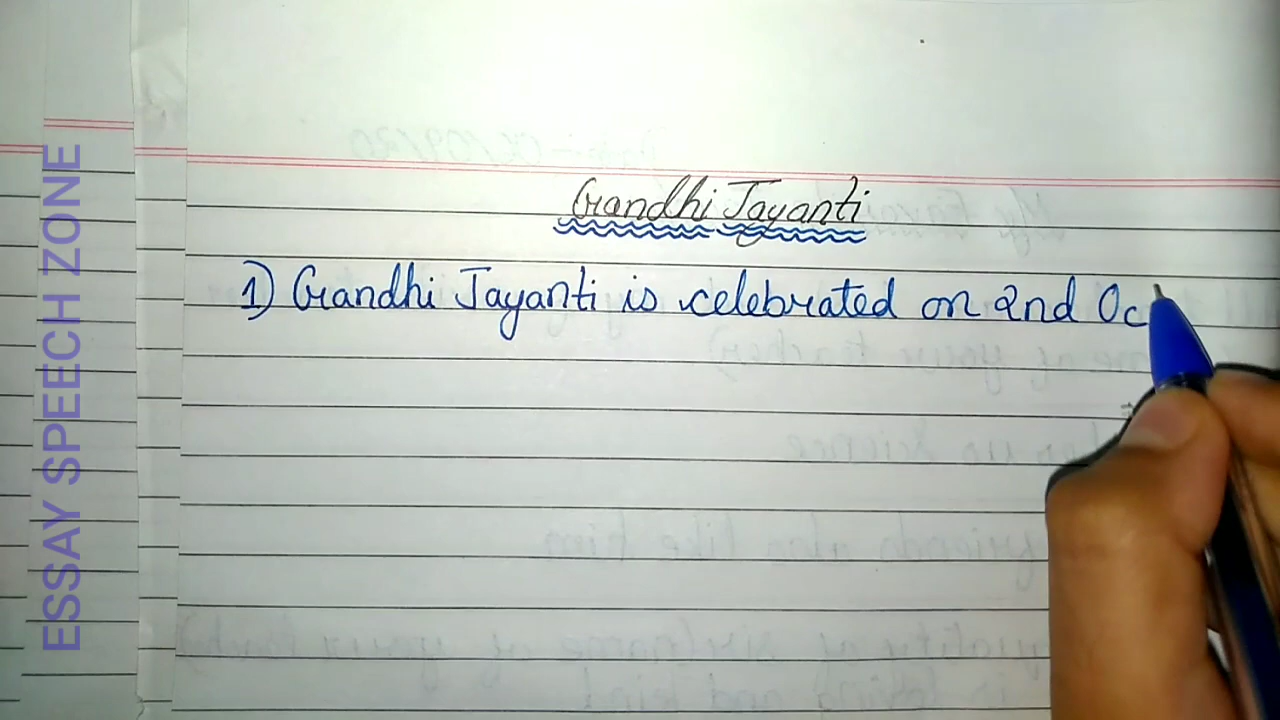 ESSAY SPEECH ZONE
Gandhi Jayanti
1) Gandhi Jayanti is celebrated on 2nd Oc